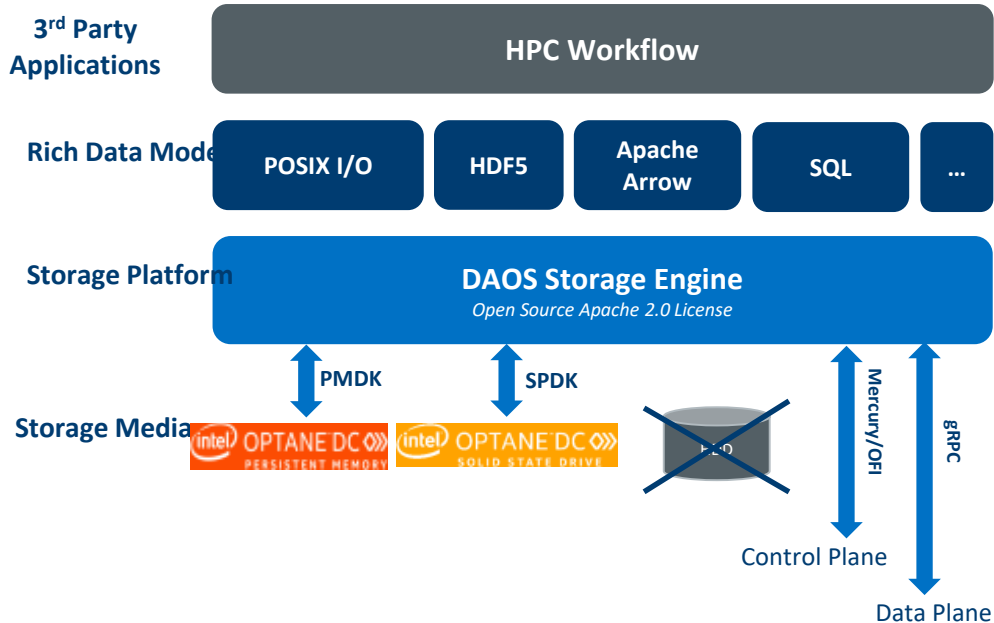 3rd Party
Applications
HPC Workflow
Rich Data Mode
POSIX I/O
HDF5
Apache
Arrow
SQL
...
Storage Platform
DAOS Storage Engine
Open Source Apache 2.0 License
PMDK
SPDK
Mercury/OFI
gRPC
Storage Media
intel OPTANE DC
PERSISTENT MEMORY
intel OPTANE DC
SOLID STATE DRIVE
HDD
Control Plane
Data Plane